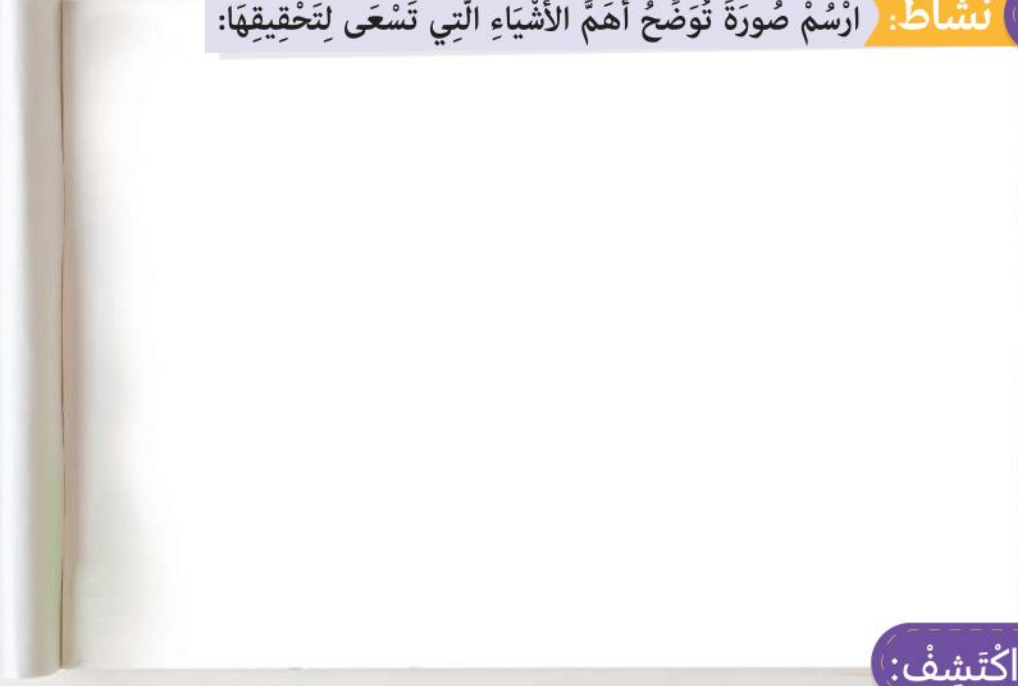 نشاط: ارْسُمْ صُورَةً تُوَضِّحُ أَهَمَّ الأَشْيَاءِ الَّتِي تَسْعَى لِتَحْقِيقِهَا:
اكْتَشِفْ: